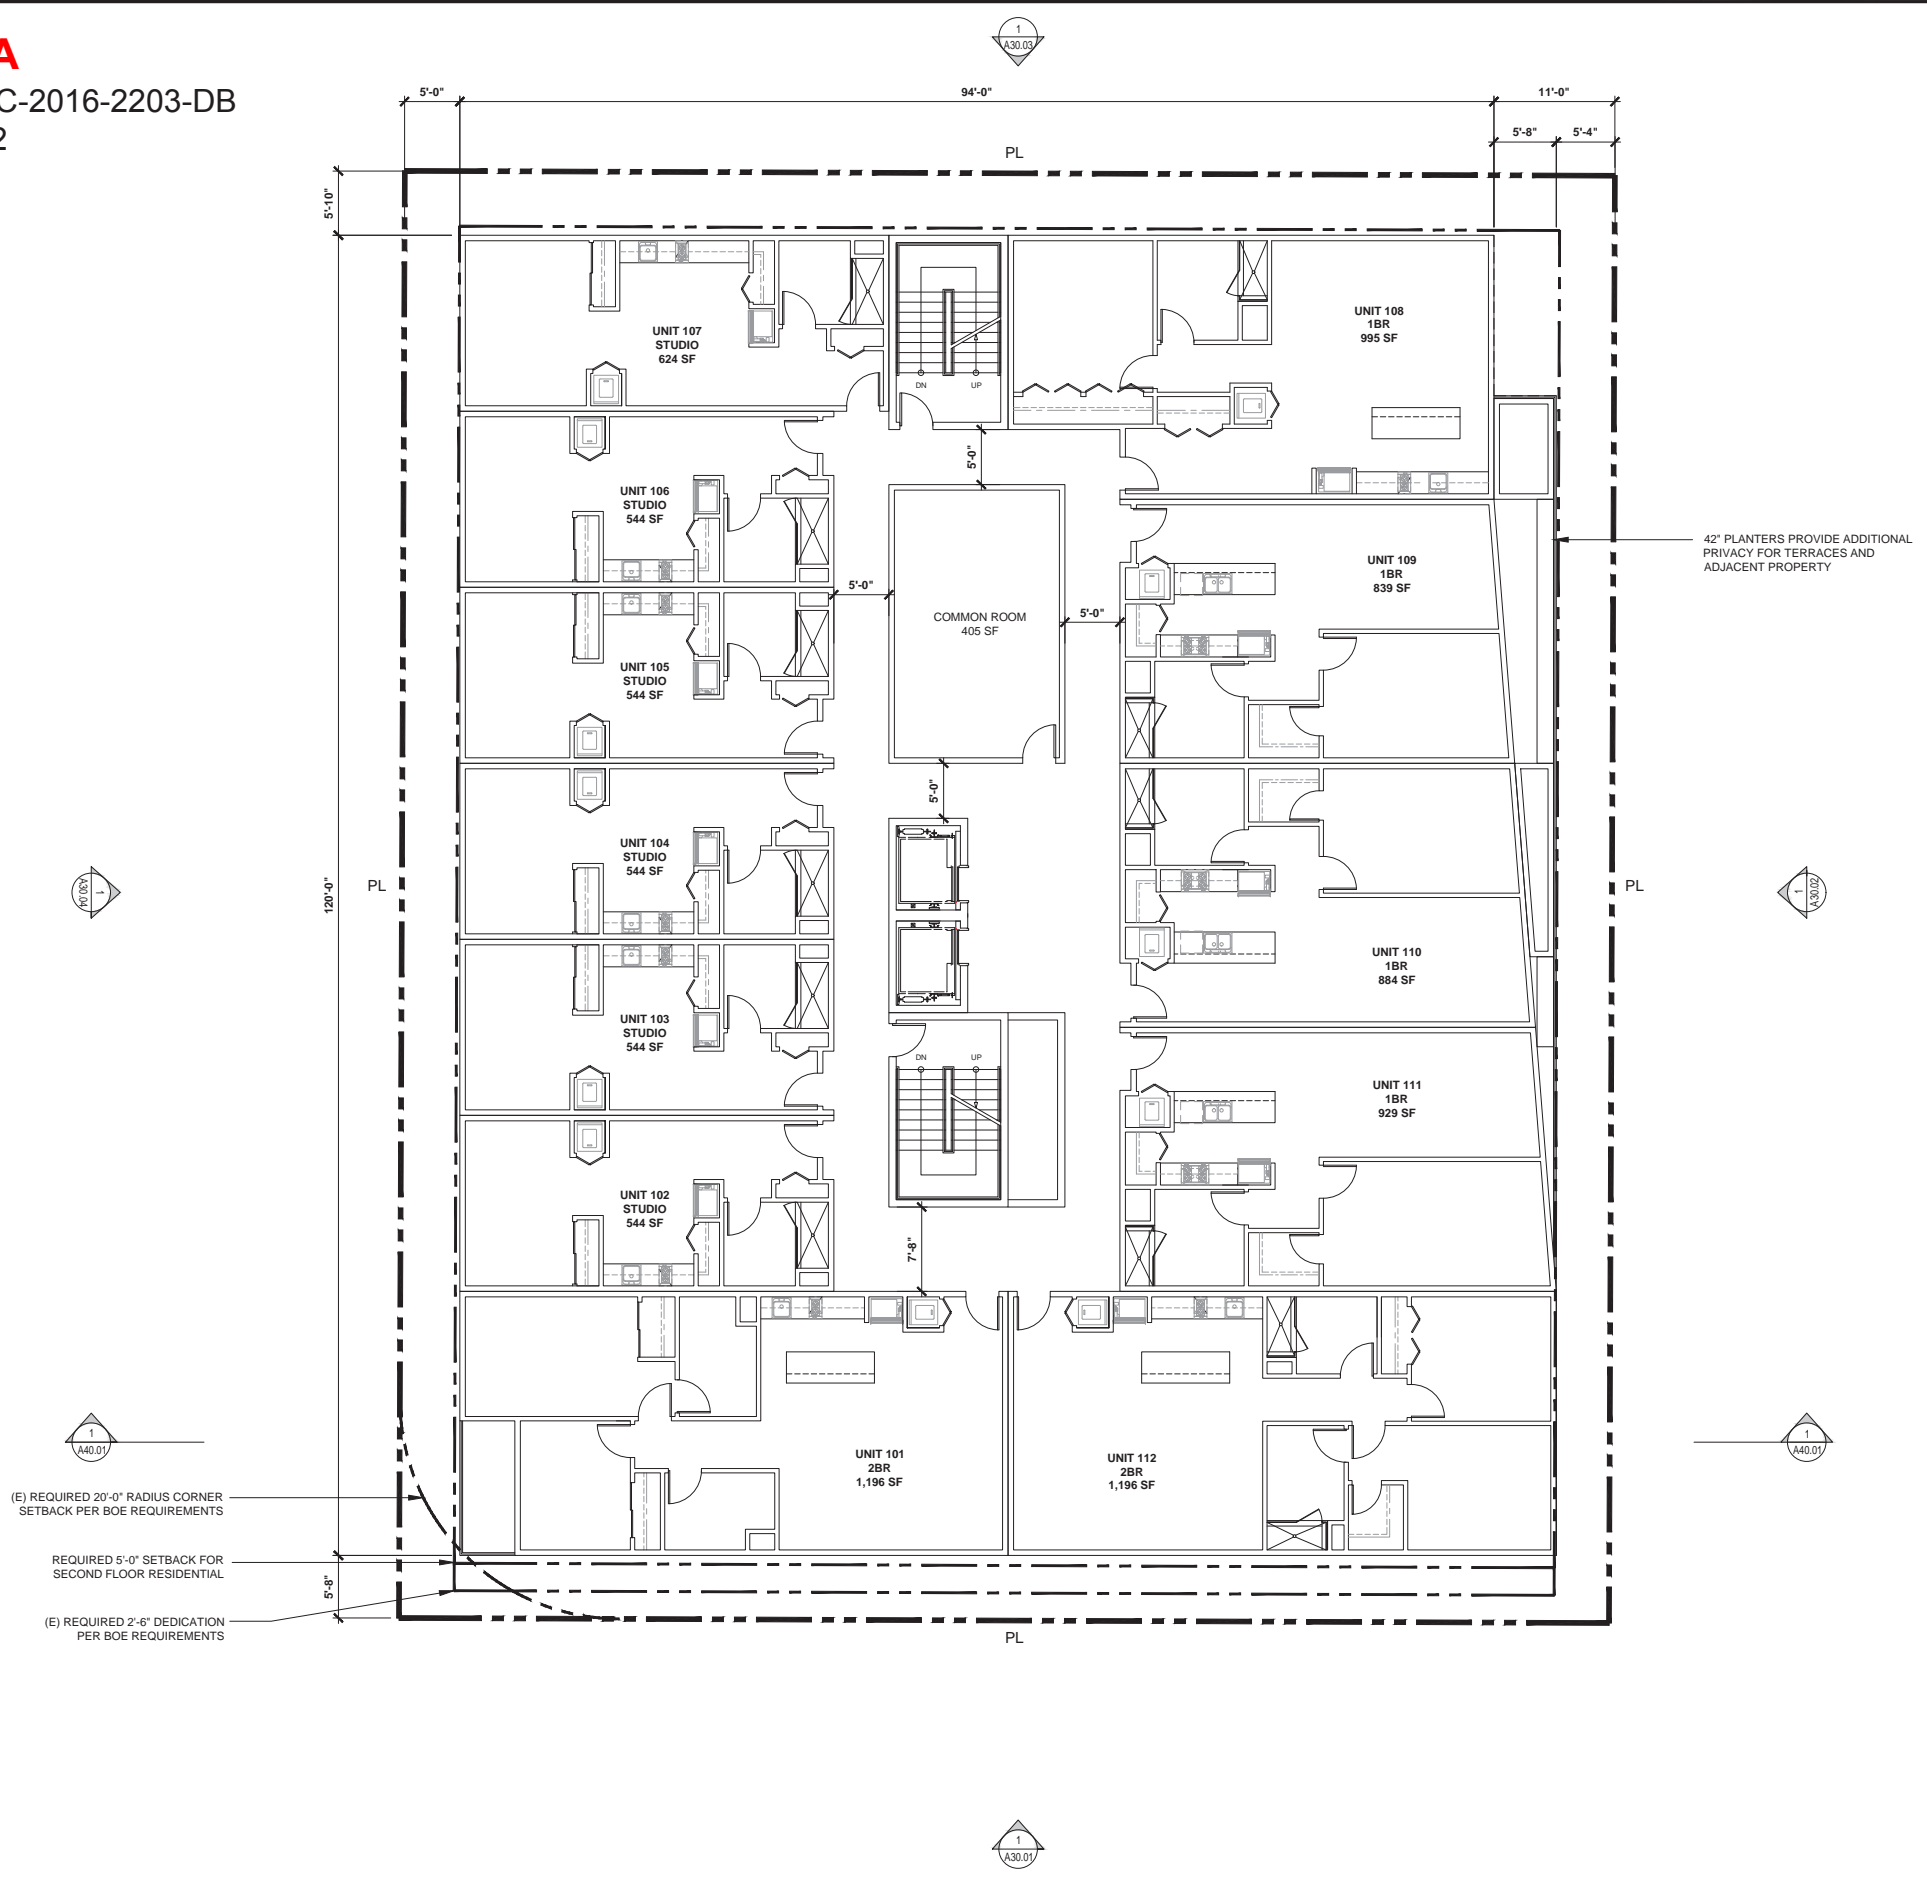 A
C-2016-2203-DB
2
1
A30.03
5'-0"
94'-0"
11'-0"
5'-8"
5'-4"
PL
5'-10"
UNIT 107
STUDIO
624 SF
DN
UP
UNIT 108
1BR
995 SF
5'-0"
UNIT 106
STUDIO
544 SF
42" PLANTERS PROVIDE ADDITIONAL
PRIVACY FOR TERRACES AND
ADJACENT PROPERTY
UNIT 109
1BR
839 SF
5'-0"
COMMON ROOM
405 SF
5'-0"
UNIT 105
STUDIO
544 SF
5'-0"
UNIT 104
STUDIO
544 SF
1
A30.04
PL
120'-0"
PL
1
A30.02
UNIT 110
1BR
884 SF
UNIT 103
STUDIO
544 SF
DN
UP
UNIT 111
1BR
929 SF
UNIT 102
STUDIO
544 SF
7'-8"
1
A40.01
UNIT 101
2BR
1,196 SF
UNIT 112
2BR
1,196 SF
1
A40.01
(E) REQUIRED 20'-0" RADIUS CORNER
SETBACK PER BOE REQUIREMENTS
REQUIRED 5'-0" SETBACK FOR
SECOND FLOOR RESIDENTIAL
5'-8"
(E) REQUIRED 2'-6" DEDICATION
PER BOE REQUIREMENTS
PL
1
A30.01